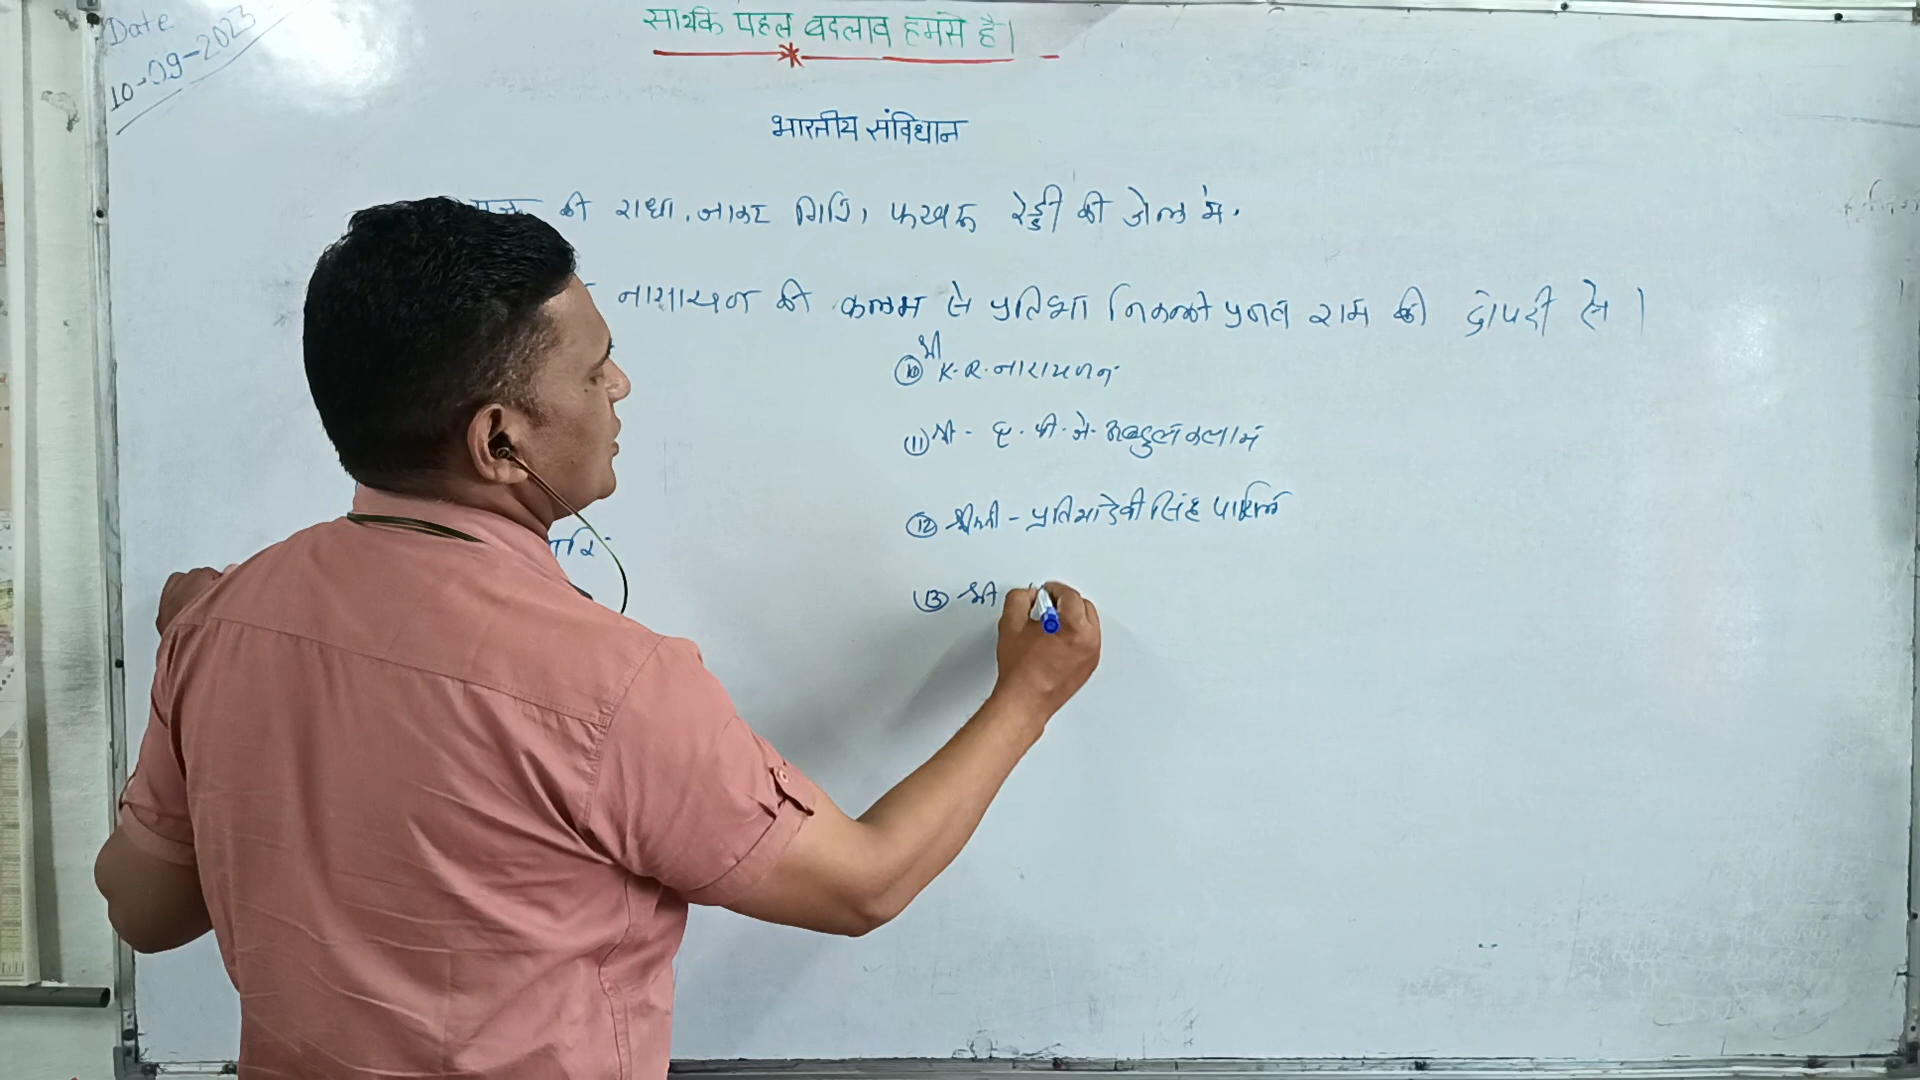 Date
10-09-2023
सार्थक पहल बदलाव हमसे है।
भारतीय संविधान
की राधा, जाकर गिरि, फखरू रेड्डी की जेल में.
नारायण की कलम से प्रतिभा निकली प्रनव राम की द्रोपदी से।
⑩ श्री K. R. नारायणन
⑪ श्री - ए. पी. जे. अब्दुल कलाम
⑫ श्रीमती - प्रतिभा देवी सिंह पाटिल
⑬ श्री